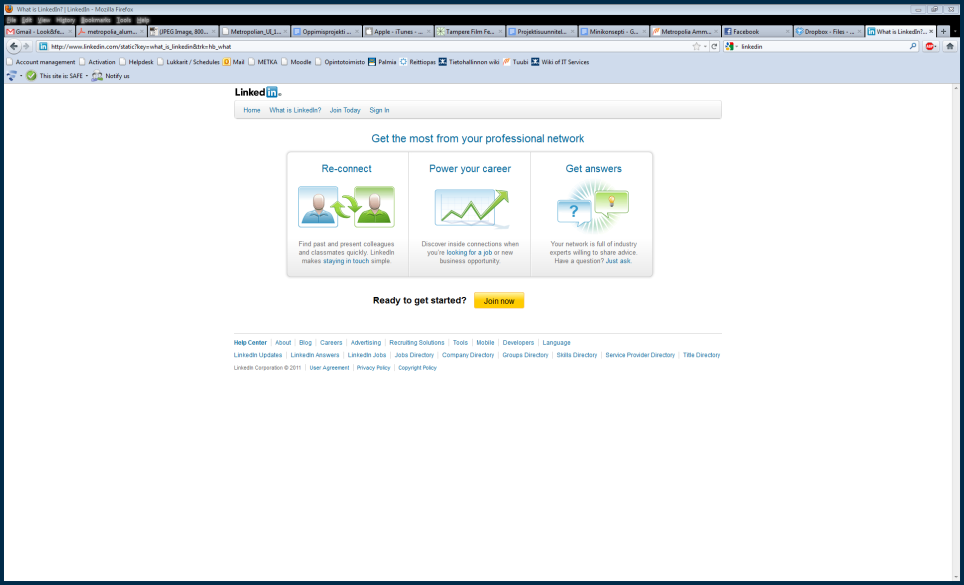 What is LinkedIn? | LinkedIn - Mozilla Firefox
File Edit View History Bookmarks Tools Help
Gmail - Look&fe... metropolia_alum... (JPEG Image, 800... Metropolian_UI_1... Oppimisprojekti ... Apple - iTunes - ... Tampere Film Fe... Projektisuunnitel... Minikonsepti - G... Metropolia Amm... Facebook Dropbox - Files - ... What is LinkedIn?...
http://www.linkedin.com/static?key=what_is_linkedin&trk=hb_what linkedin
Account management Activation Helpdesk Lukkarit / Schedules Mail METKA Moodle Opintotoimisto Palmia Reittiopas Tietohallinnon wiki Tuubi Wiki of IT Services
This site is: SAFE Notify us
Linked in
Home What is LinkedIn? Join Today Sign In
Get the most from your professional network
Re-connect
Find past and present colleagues
and classmates quickly. LinkedIn
makes staying in touch simple.
Power your career
Discover inside connections when
you're looking for a job or new
business opportunity.
Get answers
?
Your network is full of industry
experts willing to share advice.
Have a question? Just ask.
Ready to get started? Join now
Help Center | About | Blog | Careers | Advertising | Recruiting Solutions | Tools | Mobile | Developers | Language
LinkedIn Updates | LinkedIn Answers | LinkedIn Jobs | Jobs Directory | Company Directory | Groups Directory | Skills Directory | Service Provider Directory | Title Directory
LinkedIn Corporation © 2011 | User Agreement | Privacy Policy | Copyright Policy